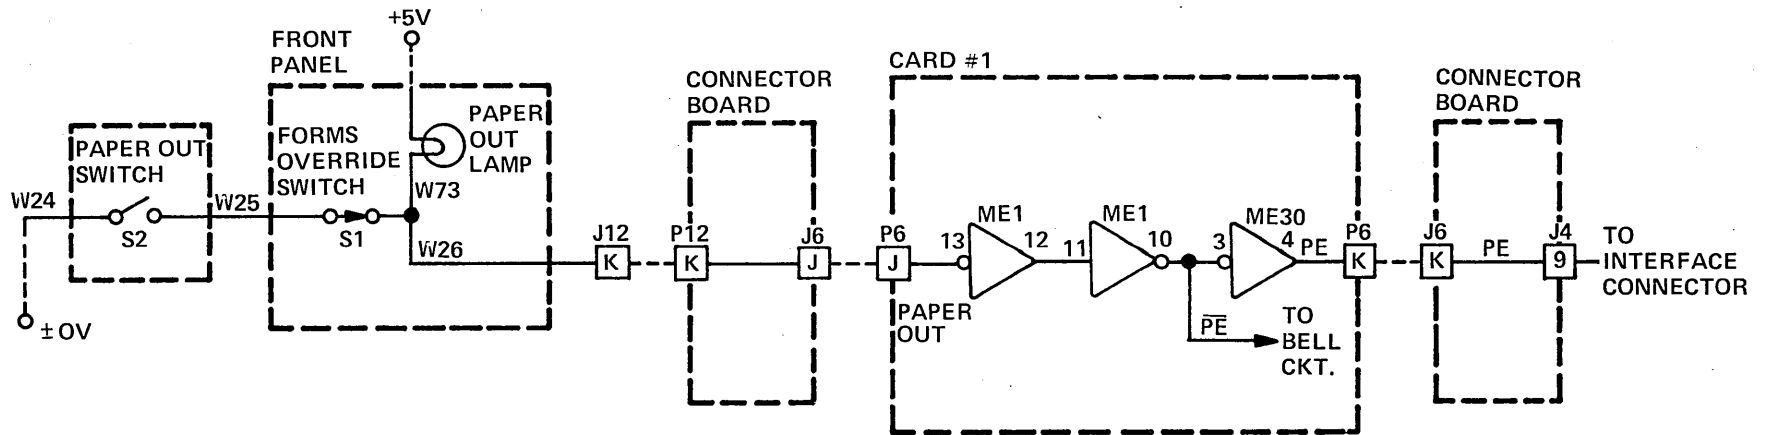 +5V
FRONT
PANEL
CARD #1
CONNECTOR
BOARD
CONNECTOR
BOARD
PAPER
OUT
LAMP
FORMS
OVERRIDE
SWITCH
PAPER OUT
SWITCH
W24
W25
W73
S2
S1
W26
J12
K
P12
K
J6
J
P6
J
PAPER
OUT
13
ME1
12
11
ME1
10
3
ME30
4
PE
P6
K
J6
K
PE
J4
9
TO
INTERFACE
CONNECTOR
P̅E̅
TO
BELL
CKT.
±0V